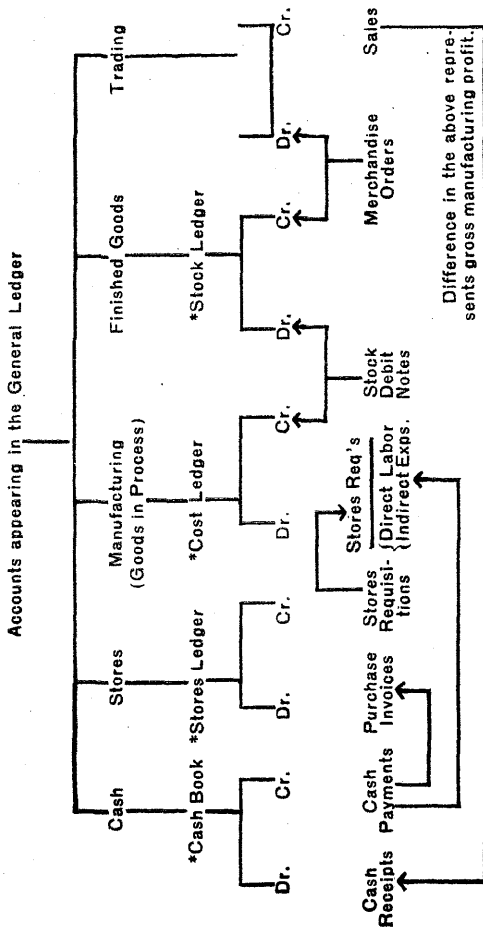 Accounts appearing in the General Ledger
Cash
Stores
Manufacturing
(Goods in Process)
Finished Goods
Trading
*Cash Book
*Stores Ledger
*Cost Ledger
*Stock Ledger
Dr.
Cr.
Dr.
Cr.
Dr.
Cr.
Dr.
Cr.
Dr.
Cr.
Cash
Receipts
Cash
Payments
Purchase
Invoices
Stores
Requisi-
tions
Stores Req's
{Direct Labor
{Indirect Exps.
Stock
Debit
Notes
Merchandise
Orders
Sales
Difference in the above repre-
sents gross manufacturing profit.